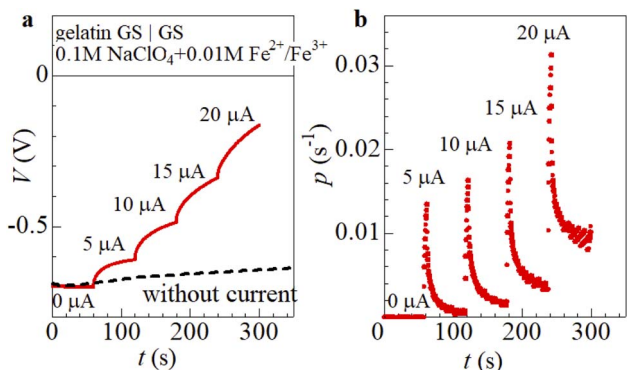 a
gelatin GS | GS
0.1M NaClO₄+0.01M Fe²⁺/Fe³⁺
0
-0.5
V (V)
0 μA
5 μA
10 μA
15 μA
20 μA
without current
0
100
200
300
t (s)
b
0.03
0.02
0.01
0
p (s⁻¹)
0 μA
5 μA
10 μA
15 μA
20 μA
0
100
200
300
t (s)